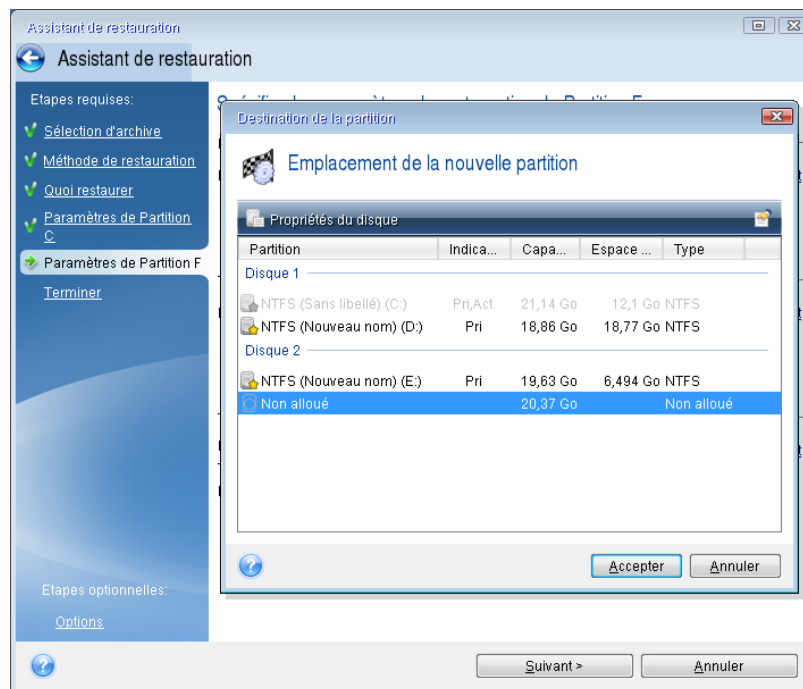 Assistant de restauration
Assistant de restauration
Etapes requises:
Sélection d'archive
Méthode de restauration
Quoi restaurer
Paramètres de Partition
C
Paramètres de Partition F
Terminer
Etapes optionnelles:
Options
Destination de la partition
Emplacement de la nouvelle partition
Propriétés du disque
Partition Indica... Capa... Espace ... Type
Disque 1
NTFS (Sans libellé) (C:) Pri,Act. 21,14 Go 12,1 Go NTFS
NTFS (Nouveau nom) (D:) Pri 18,86 Go 18,77 Go NTFS
Disque 2
NTFS (Nouveau nom) (E:) Pri 19,63 Go 6,494 Go NTFS
Non alloué 20,37 Go Non alloué
Accepter Annuler
Suivant > Annuler